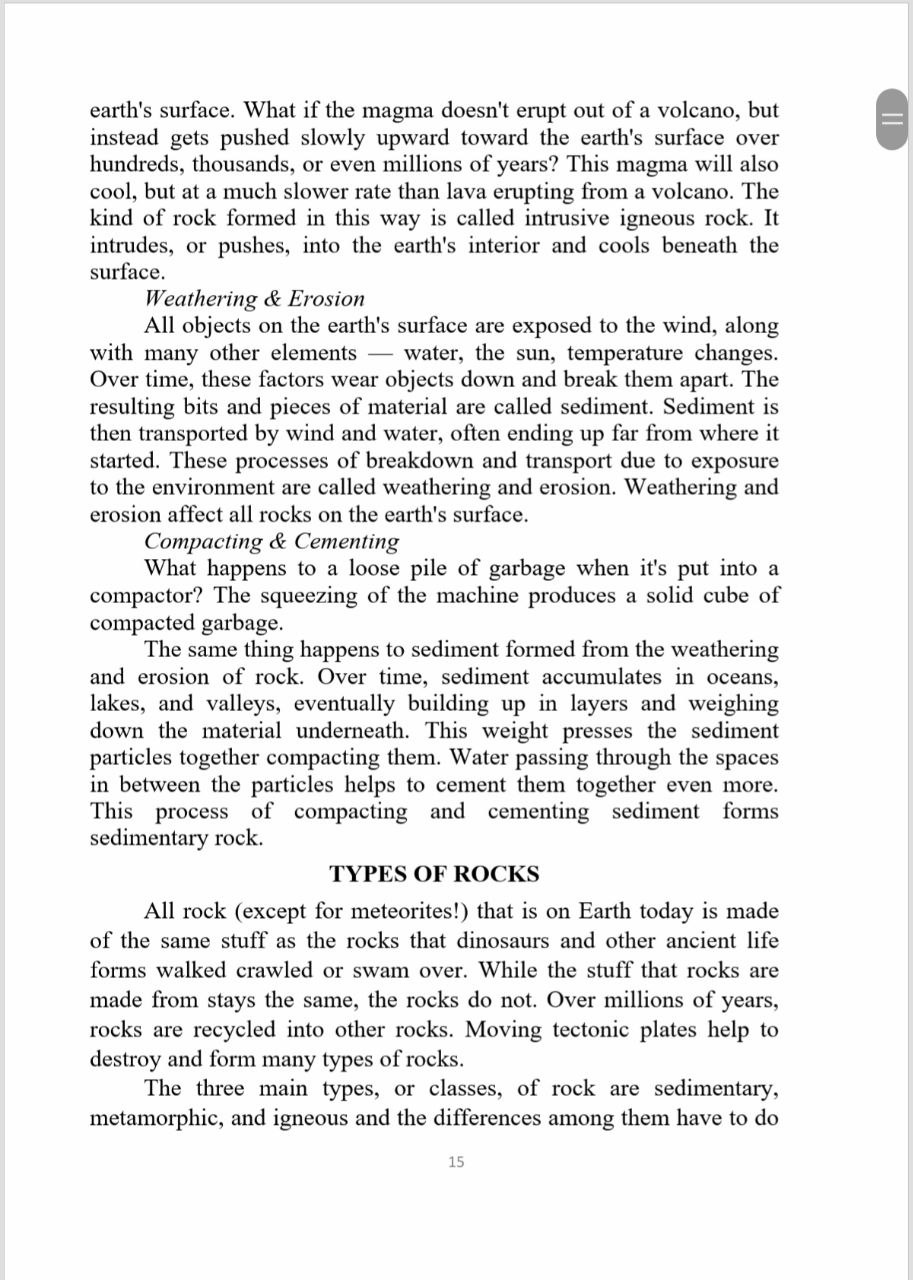 earth's surface. What if the magma doesn't erupt out of a volcano, but
instead gets pushed slowly upward toward the earth's surface over
hundreds, thousands, or even millions of years? This magma will also
cool, but at a much slower rate than lava erupting from a volcano. The
kind of rock formed in this way is called intrusive igneous rock. It
intrudes, or pushes, into the earth's interior and cools beneath the
surface.
Weathering & Erosion
All objects on the earth's surface are exposed to the wind, along
with many other elements — water, the sun, temperature changes.
Over time, these factors wear objects down and break them apart. The
resulting bits and pieces of material are called sediment. Sediment is
then transported by wind and water, often ending up far from where it
started. These processes of breakdown and transport due to exposure
to the environment are called weathering and erosion. Weathering and
erosion affect all rocks on the earth's surface.
Compacting & Cementing
What happens to a loose pile of garbage when it's put into a
compactor? The squeezing of the machine produces a solid cube of
compacted garbage.
The same thing happens to sediment formed from the weathering
and erosion of rock. Over time, sediment accumulates in oceans,
lakes, and valleys, eventually building up in layers and weighing
down the material underneath. This weight presses the sediment
particles together compacting them. Water passing through the spaces
in between the particles helps to cement them together even more.
This process of compacting and cementing sediment forms
sedimentary rock.
TYPES OF ROCKS
All rock (except for meteorites!) that is on Earth today is made
of the same stuff as the rocks that dinosaurs and other ancient life
forms walked crawled or swam over. While the stuff that rocks are
made from stays the same, the rocks do not. Over millions of years,
rocks are recycled into other rocks. Moving tectonic plates help to
destroy and form many types of rocks.
The three main types, or classes, of rock are sedimentary,
metamorphic, and igneous and the differences among them have to do
15